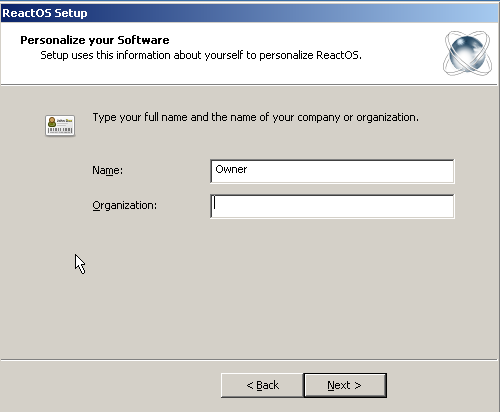 ReactOS Setup
Personalize your Software
Setup uses this information about yourself to personalize ReactOS.
Type your full name and the name of your company or organization.
Name:
Owner
Organization:
< Back
Next >